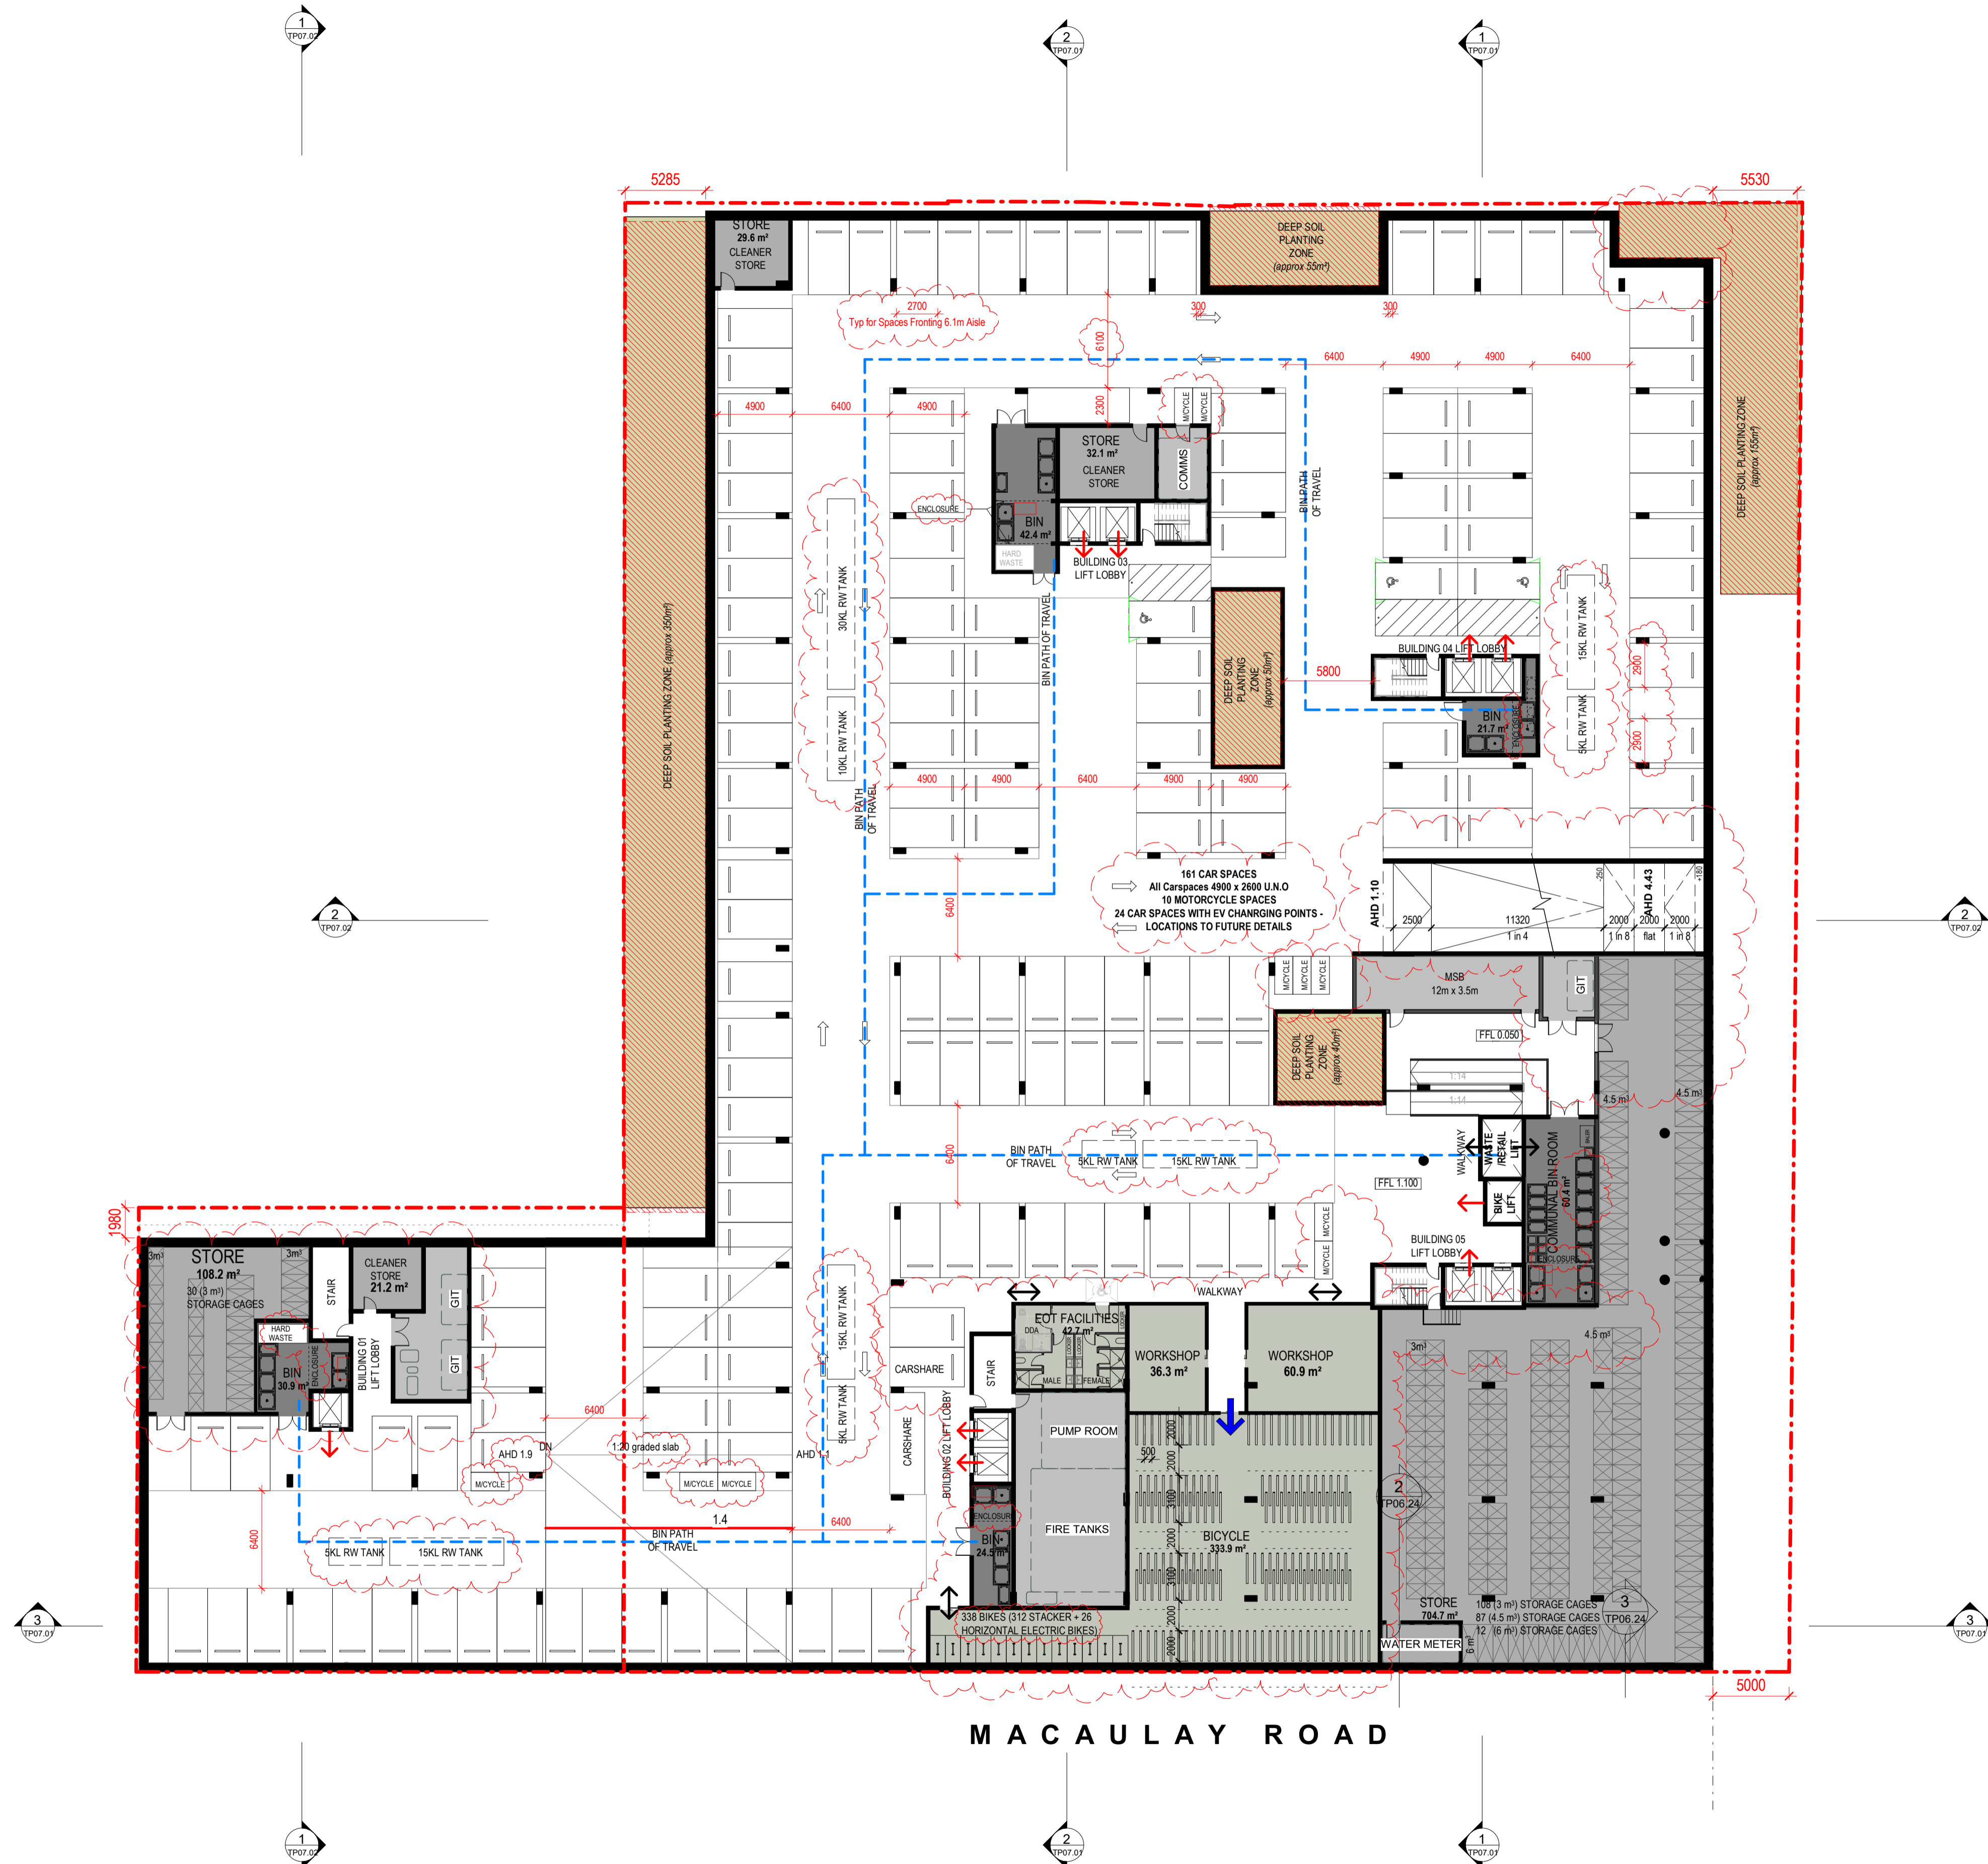 1
TP07.02
2
TP07.01
1
TP07.01
5285
5530
STORE
29.6 m²
CLEANER
STORE
DEEP SOIL
PLANTING
ZONE
(approx 55m²)
2700
Typ for Spaces Fronting 6.1m Aisle
300
300
6100
6400
4900
4900
6400
4900
6400
4900
2300
M/CYCLE
M/CYCLE
DEEP SOIL PLANTING ZONE
(approx 155m²)
STORE
32.1 m²
CLEANER
STORE
COMMS
BIN PATH
OF TRAVEL
ENCLOSURE
BIN
42.4 m²
HARD
WASTE
BUILDING 03
LIFT LOBBY
30KL RW TANK
10KL RW TANK
BIN PATH OF TRAVEL
DEEP SOIL PLANTING ZONE (approx 350m²)
DEEP SOIL
PLANTING
ZONE
(approx 50m²)
5800
BUILDING 04 LIFT LOBBY
15KL RW TANK
5KL RW TANK
2900
2900
BIN
21.7 m
ENCLOSURE
4900
4900
6400
4900
4900
BIN PATH
OF TRAVEL
161 CAR SPACES
All Carspaces 4900 x 2600 U.N.O
10 MOTORCYCLE SPACES
24 CAR SPACES WITH EV CHANRGING POINTS -
LOCATIONS TO FUTURE DETAILS
6400
AHD 1.10
2500
11320
1 in 4
-250
2000
1 in 8
AHD 4.43
2000
flat
2000
1 in 8
+180
2
TP07.02
2
TP07.02
M/CYCLE
M/CYCLE
M/CYCLE
MSB
12m x 3.5m
GIT
FFL 0.050
DEEP SOIL
PLANTING
ZONE
(approx 40m²)
1:14
1:14
4.5 m³
4.5 m³
6400
BIN PATH
OF TRAVEL
5KL RW TANK
15KL RW TANK
WALKWAY
WASTE
/RETAIL
LIFT
BALER
COMMUNAL BIN ROOM
60.4 m²
FFL 1.100
BIKE
LIFT
ENCLOSURE
BUILDING 05
LIFT LOBBY
M/CYCLE
M/CYCLE
1980
3m³
STORE
108.2 m²
30 (3 m³)
STORAGE CAGES
3m³
STAIR
CLEANER
STORE
21.2 m²
GIT
GIT
HARD
WASTE
BIN
30.9 m²
ENCLOSURE
BUILDING 01
LIFT LOBBY
15KL RW TANK
5KL RW TANK
CARSHARE
CARSHARE
STAIR
BUILDING 02 LIFT LOBBY
WALKWAY
EOT FACILITIES
42.7 m²
DDA
LOCKER
LOCKER
LOCKER
MALE
FEMALE
WORKSHOP
36.3 m²
WORKSHOP
60.9 m²
4.5 m³
3m³
6400
AHD 1.9
DN
1:20 graded slab
AHD 1.1
M/CYCLE
M/CYCLE
M/CYCLE
PUMP ROOM
FIRE TANKS
500
2000
2000
3100
2000
3100
2000
2000
BICYCLE
333.9 m²
2
TP06.24
6400
5KL RW TANK
15KL RW TANK
1.4
BIN PATH
OF TRAVEL
6400
ENCLOSUR
BIN
24.5 m²
338 BIKES (312 STACKER + 26
HORIZONTAL ELECTRIC BIKES)
STORE
704.7 m²
108 (3 m³) STORAGE CAGES
87 (4.5 m³) STORAGE CAGES
12 (6 m³) STORAGE CAGES
3
TP06.24
WATER METER
6 m³
3
TP07.01
3
TP07.01
5000
MACAULAY ROAD
1
TP07.02
2
TP07.01
1
TP07.01